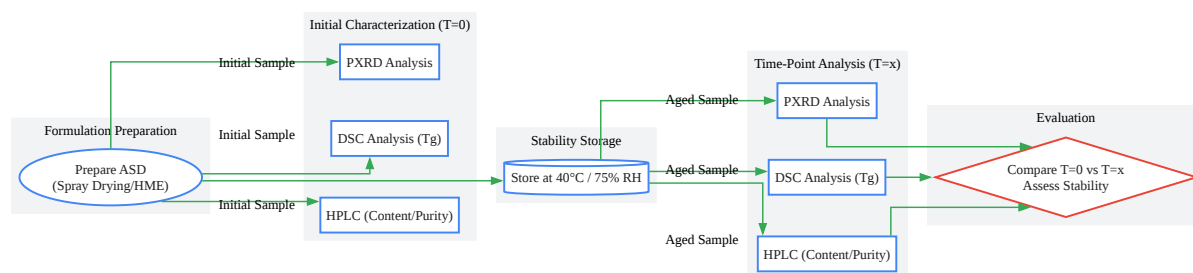 Formulation Preparation
Prepare ASD
(Spray Drying/HME)
Initial Sample
Initial Sample
Initial Sample
Initial Characterization (T=0)
PXRD Analysis
DSC Analysis (Tg)
HPLC (Content/Purity)
Stability Storage
Store at 40°C / 75% RH
Aged Sample
Aged Sample
Aged Sample
Time-Point Analysis (T=x)
PXRD Analysis
DSC Analysis (Tg)
HPLC (Content/Purity)
Evaluation
Compare T=0 vs T=x
Assess Stability